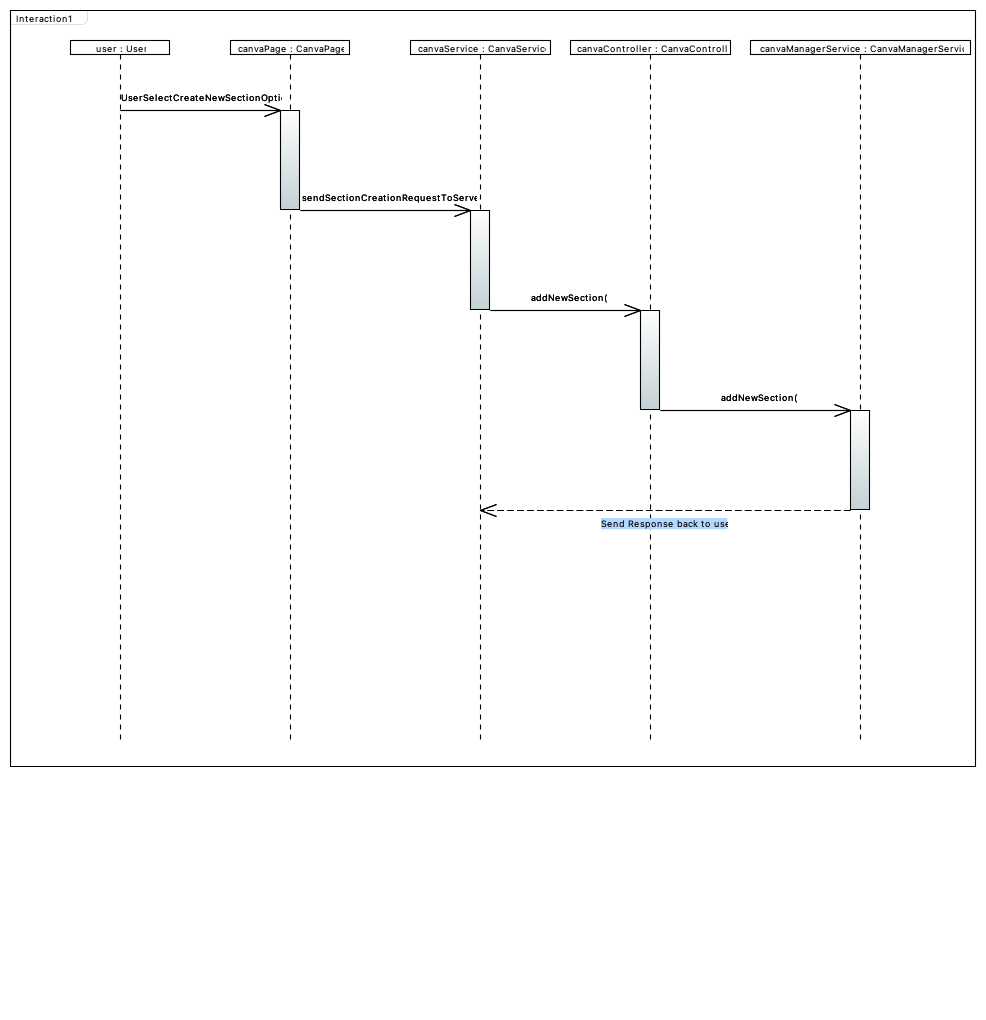 Interaction1
user : User
canvaPage : CanvaPage
canvaService : CanvaServic
canvaController : CanvaControll
canvaManagerService : CanvaManagerServic
UserSelectCreateNewSectionOpti
sendSectionCreationRequestToServe
addNewSection(
addNewSection(
Send Response back to use